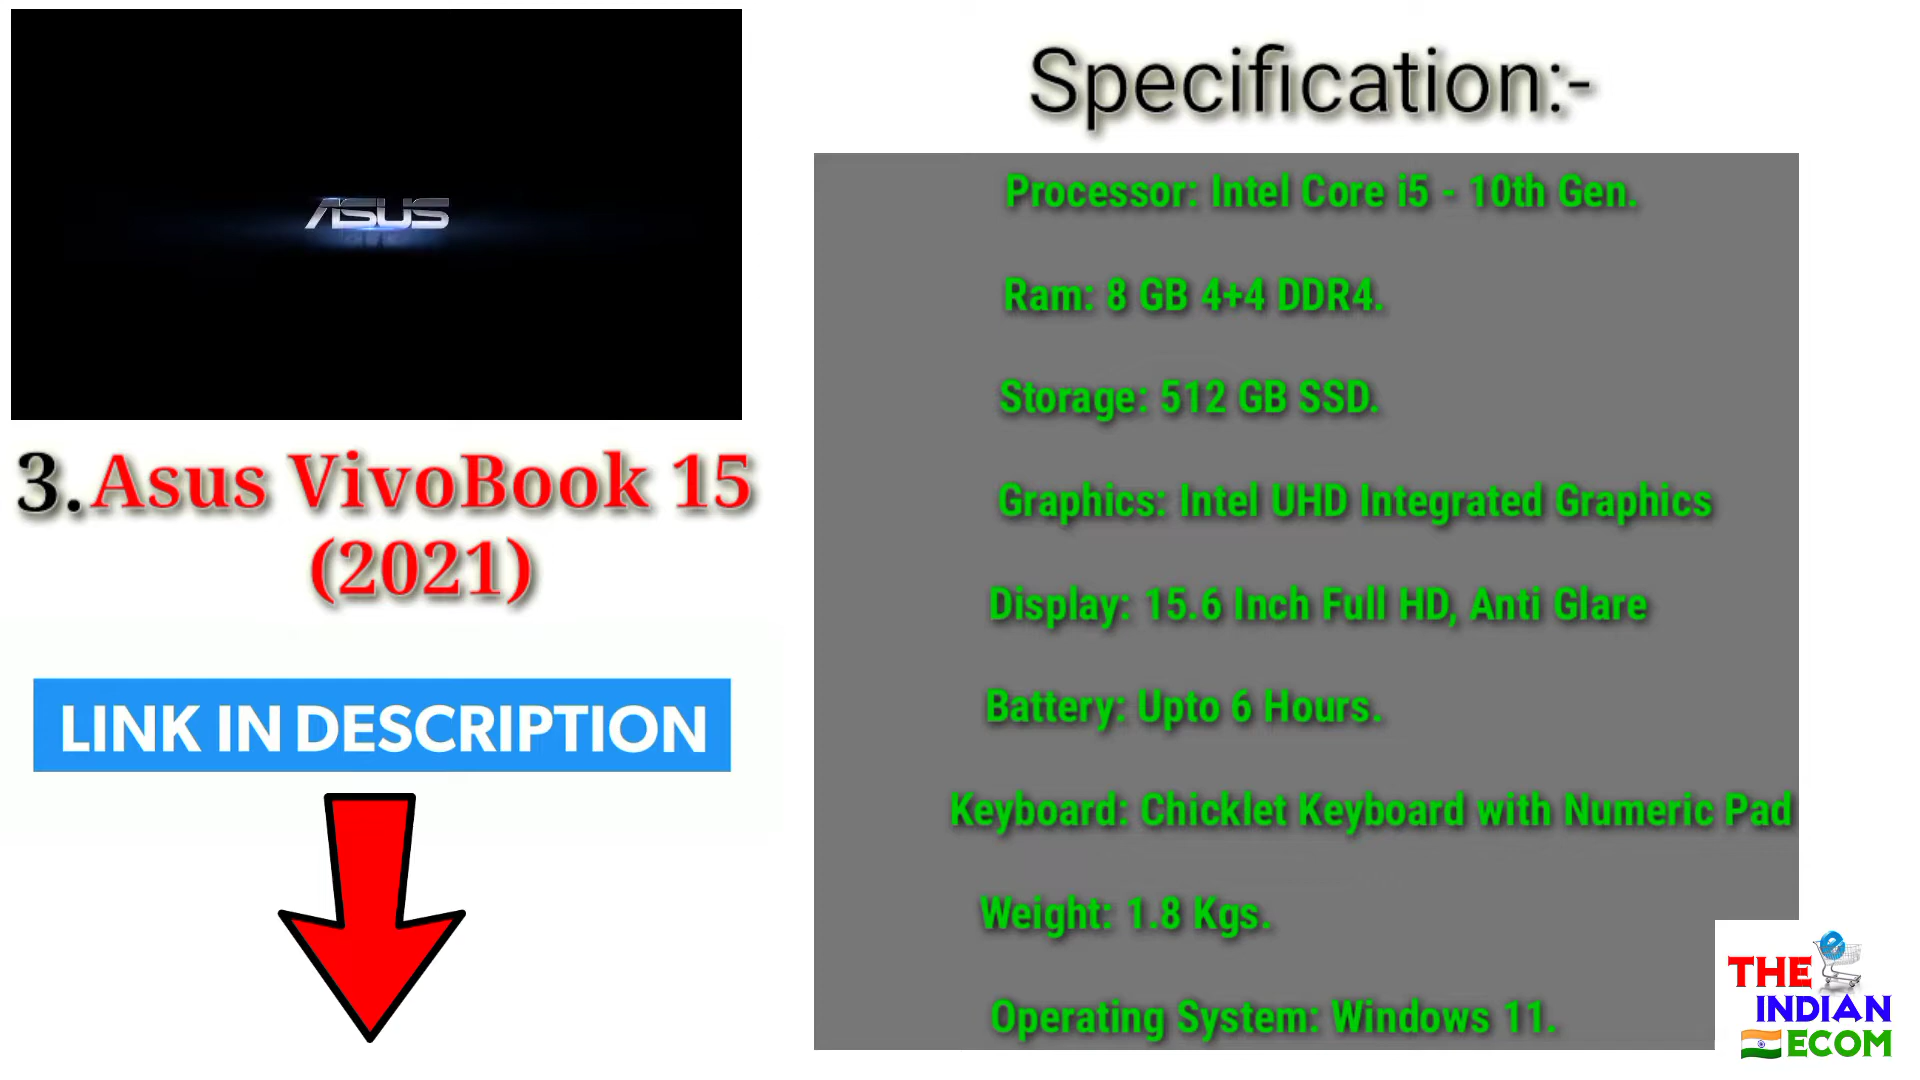 ASUS
3.Asus VivoBook 15
(2021)
LINK IN DESCRIPTION
Specification:-
Processor: Intel Core i5 - 10th Gen.
Ram: 8 GB 4+4 DDR4.
Storage: 512 GB SSD.
Graphics: Intel UHD Integrated Graphics
Display: 15.6 Inch Full HD, Anti Glare
Battery: Upto 6 Hours.
Keyboard: Chicklet Keyboard with Numeric Pad
Weight: 1.8 Kgs.
Operating System: Windows 11.
THE e
INDIAN
ECOM